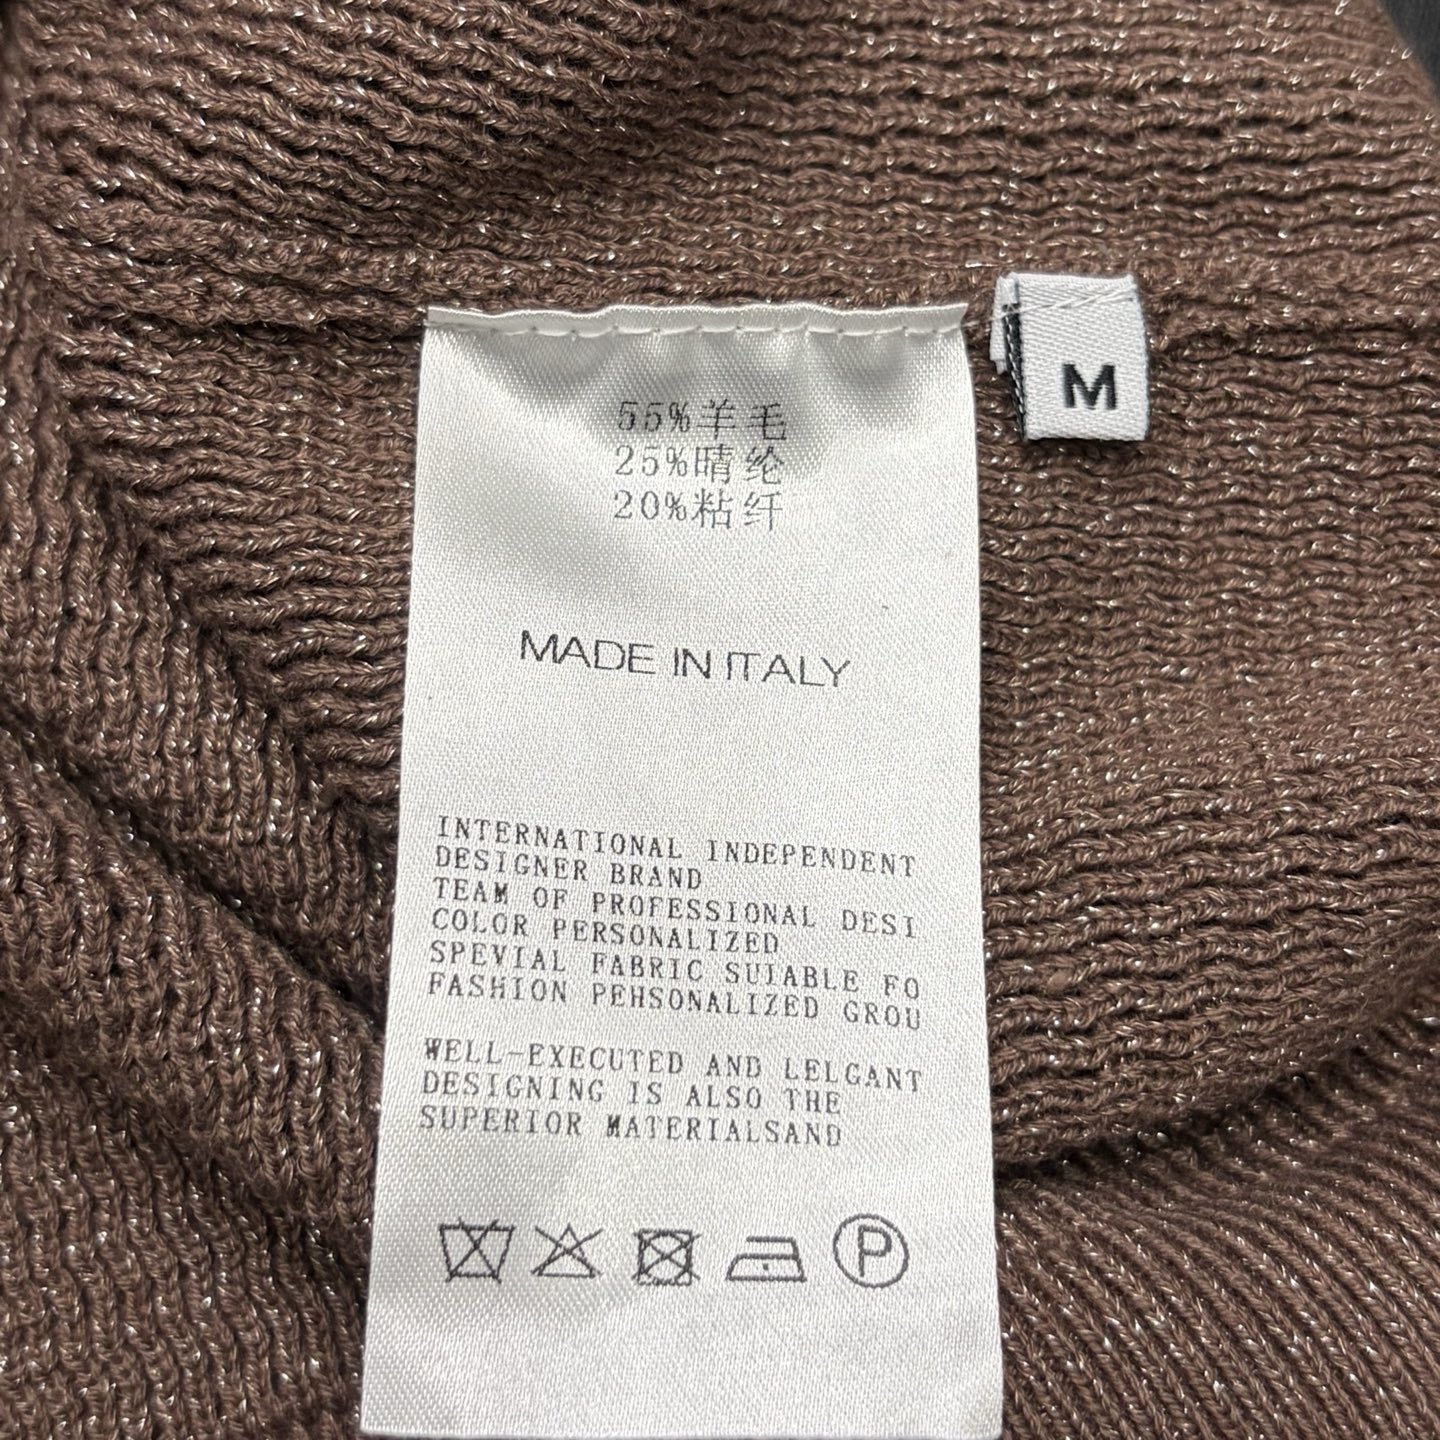 M
55%羊毛
25%晴纶
20%粘纤
MADE IN ITALY
INTERNATIONAL INDEPENDENT
DESIGNER BRAND
TEAM OF PROFESSIONAL DESI
COLOR PERSONALIZED
SPEVIAL FABRIC SUIABLE FO
FASHION PEHSONALIZED GROU
WELL-EXECUTED AND LELGANT
DESIGNING IS ALSO THE
SUPERIOR MATERIALSAND
P